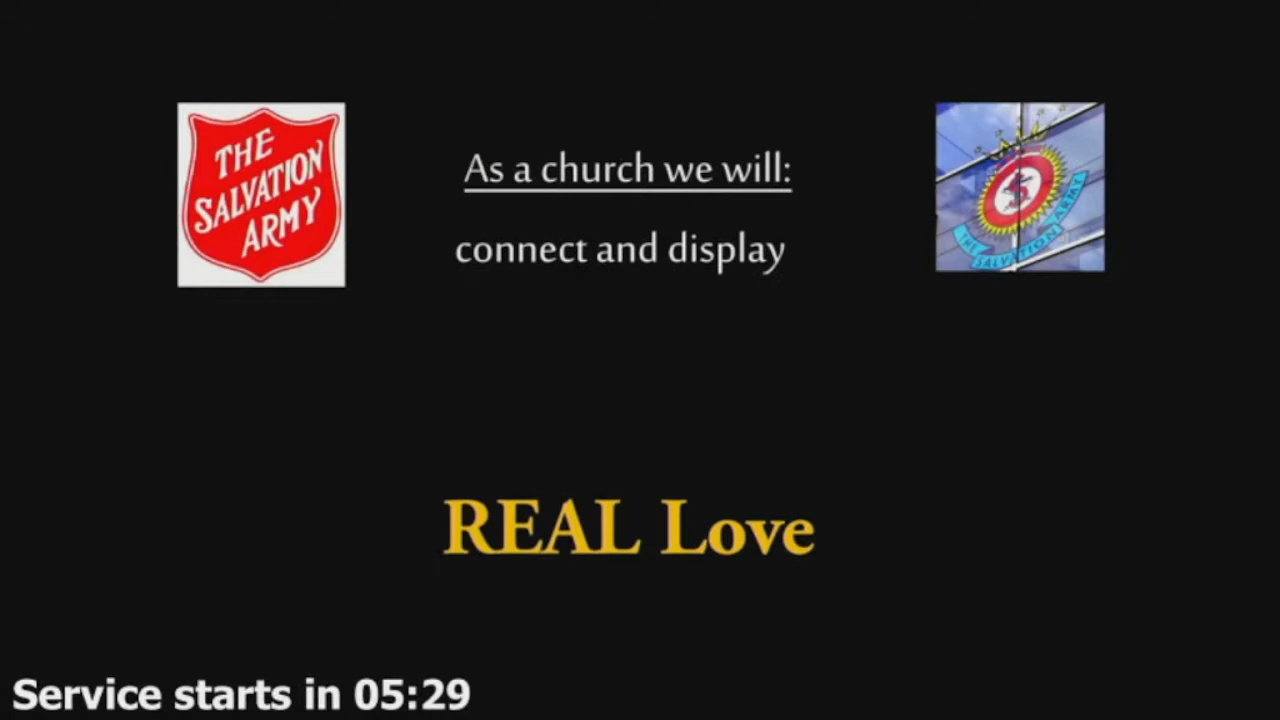 THE
SALVATION
ARMY
As a church we will:
connect and display
THE SALVATION ARMY
REAL Love
Service starts in 05:29